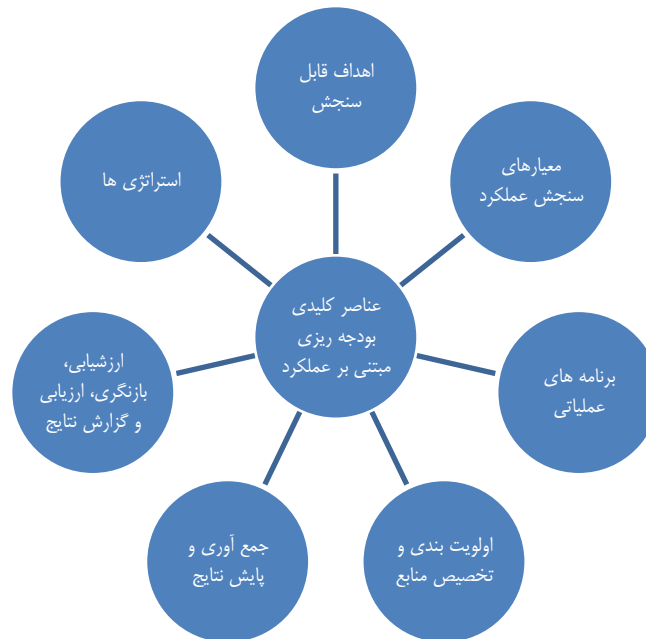 اهداف قابل
سنجش
معیارهای
سنجش عملکرد
برنامه های
عملیاتی
اولویت بندی و
تخصیص منابع
جمع آوری و
پایش نتایج
ارزشیابی،
بازنگری، ارزیابی
و گزارش نتایج
استراتژی ها
عناصر کلیدی
بودجه ریزی
مبتنی بر عملکرد